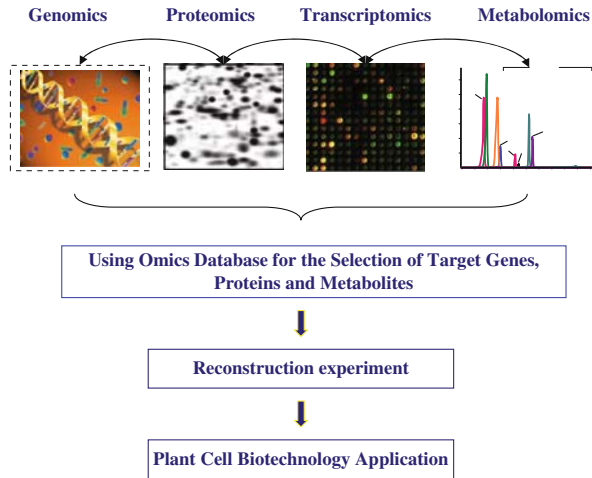 Genomics Proteomics Transcriptomics Metabolomics
Using Omics Database for the Selection of Target Genes,
Proteins and Metabolites
Reconstruction experiment
Plant Cell Biotechnology Application